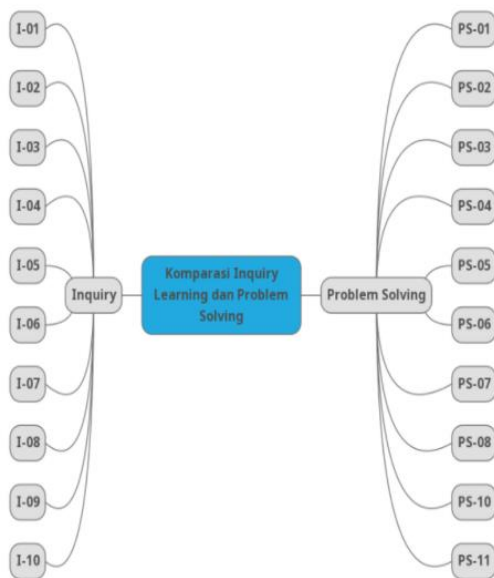 I-01
I-02
I-03
I-04
I-05
I-06
I-07
I-08
I-09
I-10
Inquiry
Komparasi Inquiry
Learning dan Problem
Solving
Problem Solving
PS-01
PS-02
PS-03
PS-04
PS-05
PS-06
PS-07
PS-08
PS-10
PS-11